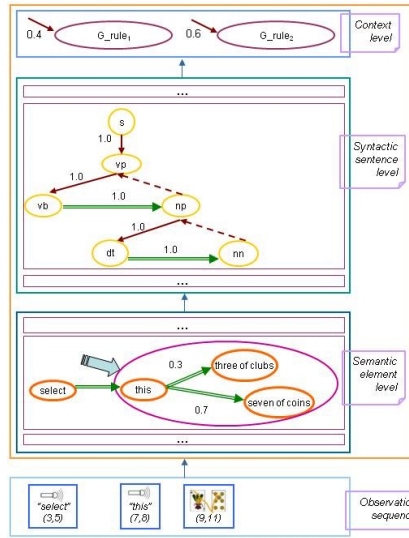 0.4
G_rule1
0.6
G_rule2
Context
level
...
s
1.0
vp
1.0
vb
1.0
np
1.0
dt
1.0
nn
Syntactic
sentence
level
...
...
0.3
three of clubs
select
this
0.7
seven of coins
Semantic
element
level
...
"select"
(3,5)
"this"
(7,8)
(9,11)
Observatio
sequenc